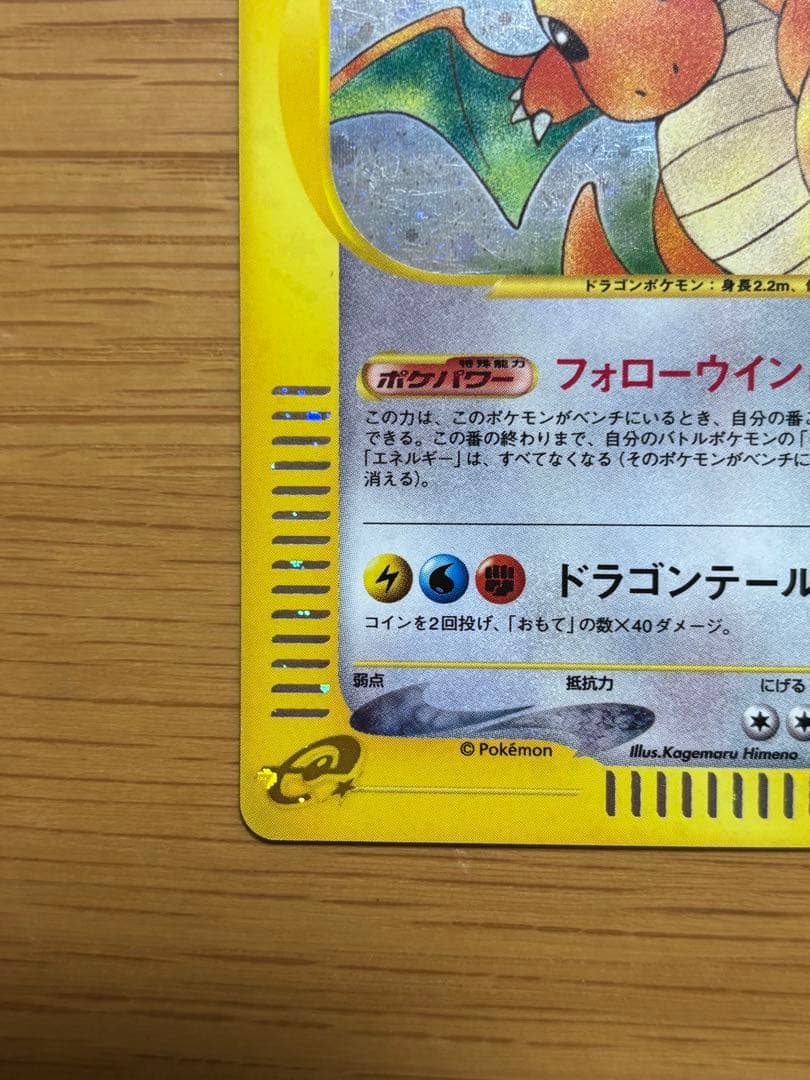 ドラゴンポケモン：身長2.2m、
特殊能力
ポケパワー
フォローウイン
この力は、このポケモンがベンチにいるとき、自分の番
できる。この番の終わりまで、自分のバトルポケモンの「
「エネルギー」は、すべてなくなる（そのポケモンがベンチに
消える）。
ドラゴンテール
コインを2回投げ、「おもて」の数×40ダメージ。
弱点 抵抗力 にげる
© Pokémon Illus.Kagemaru Himeno
e